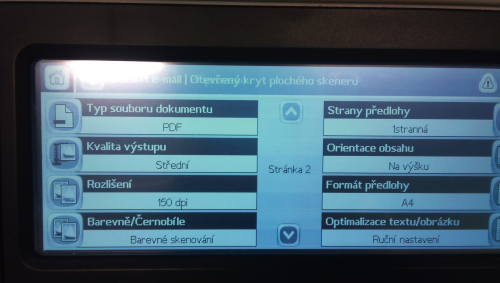 e-mail | Otevřený kryt plochého skeneru
Typ souboru dokumentu
PDF
Kvalita výstupu
Střední
Rozlišení
150 dpi
Barevně/Černobíle
Barevné skenování
Stránka 2
Strany předlohy
1stranná
Orientace obsahu
Na výšku
Formát předlohy
A4
Optimalizace textu/obrázku
Ruční nastavení